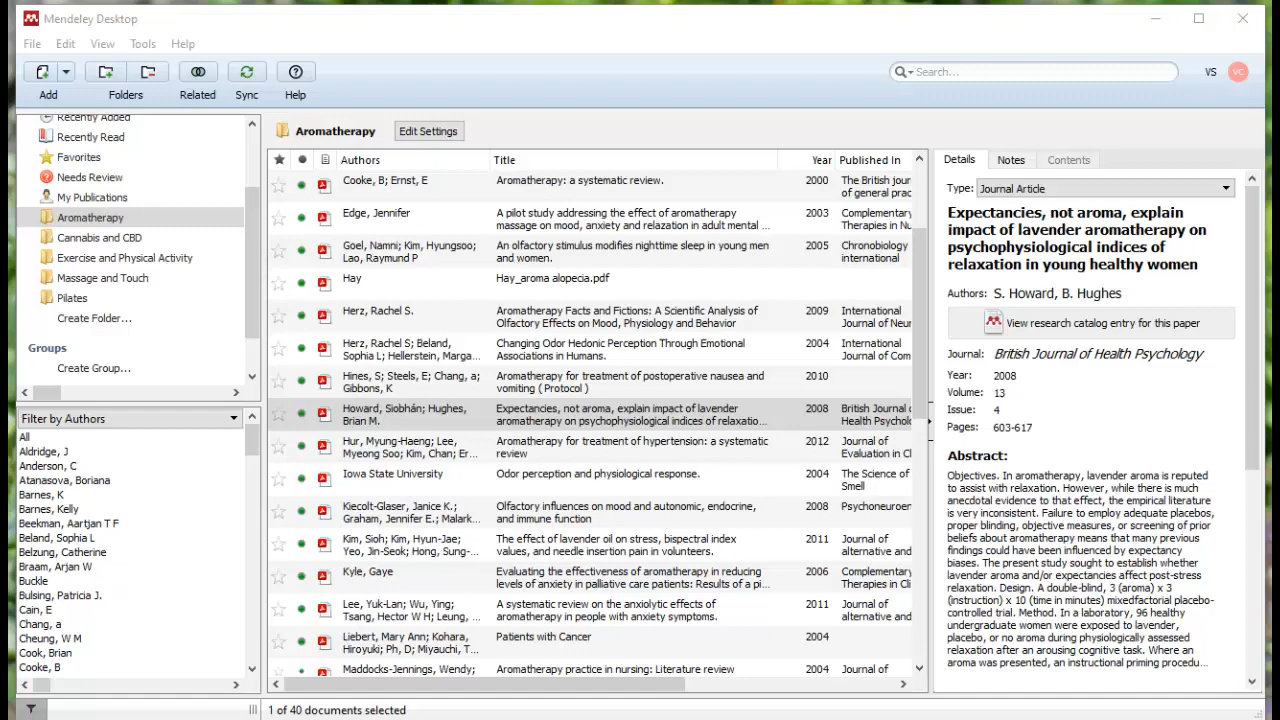 Mendeley Desktop
File Edit View Tools Help
Search...
VS VC
Add Folders Related Sync Help
Recently Added
Recently Read
Favorites
Needs Review
My Publications
Aromatherapy
Cannabis and CBD
Exercise and Physical Activity
Massage and Touch
Pilates
Create Folder...
Groups
Create Group...
Filter by Authors
All
Aldridge, J
Anderson, C
Atanasova, Boriana
Barnes, K
Barnes, Kelly
Beekman, Aartjan T F
Beland, Sophia L
Belzung, Catherine
Braam, Arjan W
Buckle
Bulsing, Patricia J.
Cain, E
Chang, a
Cheung, W M
Cook, Brian
Cooke, B
Aromatherapy Edit Settings
Authors Title Year Published In
Cooke, B; Ernst, E Aromatherapy: a systematic review. 2000 The British jour
of general prac
Edge, Jennifer A pilot study addressing the effect of aromatherapy 2003 Complementary
massage on mood, anxiety and relaxation in adult mental ... Therapies in Nu
Goel, Namni; Kim, Hyungsoo; An olfactory stimulus modifies nighttime sleep in young men 2005 Chronobiology
Lao, Raymund P and women. international
Hay Hay_aroma alopecia.pdf
Herz, Rachel S. Aromatherapy Facts and Fictions: A Scientific Analysis of 2009 International
Olfactory Effects on Mood, Physiology and Behavior Journal of Neur
Herz, Rachel S; Beland, Changing Odor Hedonic Perception Through Emotional 2004 International
Sophia L; Hellerstein, Marga... Associations in Humans. Journal of Com
Hines, S; Steels, E; Chang, a; Aromatherapy for treatment of postoperative nausea and 2010
Gibbons, K vomiting ( Protocol )
Howard, Siobhán; Hughes, Expectancies, not aroma, explain impact of lavender 2008 British Journal o
Brian M. aromatherapy on psychophysiological indices of relaxatio... Health Psycholo
Hur, Myung-Haeng; Lee, Aromatherapy for treatment of hypertension: a systematic 2012 Journal of
Myeong Soo; Kim, Chan; Er... review Evaluation in Cl
Iowa State University Odor perception and physiological response. 2004 The Science of
Smell
Kiecolt-Glaser, Janice K.; Olfactory influences on mood and autonomic, endocrine, 2008 Psychoneuroen
Graham, Jennifer E.; Malark... and immune function
Kim, Sioh; Kim, Hyun-Jae; The effect of lavender oil on stress, bispectral index 2011 Journal of
Yeo, Jin-Seok; Hong, Sung-... values, and needle insertion pain in volunteers. alternative and
Kyle, Gaye Evaluating the effectiveness of aromatherapy in reducing 2006 Complementary
levels of anxiety in palliative care patients: Results of a pi... Therapies in Cli
Lee, Yuk-Lan; Wu, Ying; A systematic review on the anxiolytic effects of 2011 Journal of
Tsang, Hector W H; Leung, ... aromatherapy in people with anxiety symptoms. alternative and
Liebert, Mary Ann; Kohara, Patients with Cancer 2004
Hiroyuki; Ph, D; Miyauchi, T...
Maddocks-Jennings, Wendy; Aromatherapy practice in nursing: Literature review 2004 Journal of
1 of 40 documents selected
Details Notes Contents
Type: Journal Article
Expectancies, not aroma, explain
impact of lavender aromatherapy on
psychophysiological indices of
relaxation in young healthy women
Authors: S. Howard, B. Hughes
View research catalog entry for this paper
Journal: British Journal of Health Psychology
Year: 2008
Volume: 13
Issue: 4
Pages: 603-617
Abstract:
Objectives. In aromatherapy, lavender aroma is reputed
to assist with relaxation. However, while there is much
anecdotal evidence to that effect, the empirical literature
is very inconsistent. Failure to employ adequate placebos,
proper blinding, objective measures, or screening of prior
beliefs about aromatherapy means that many previous
findings could have been influenced by expectancy
biases. The present study sought to establish whether
lavender aroma and/or expectancies affect post-stress
relaxation. Design. A double-blind, 3 (aroma) x 3
(instruction) x 10 (time in minutes) mixedfactorial placebo-
controlled trial. Method. In a laboratory, 96 healthy
undergraduate women were exposed to lavender,
placebo, or no aroma during physiologically assessed
relaxation after an arousing cognitive task. Where an
aroma was presented, an instructional priming procedu...